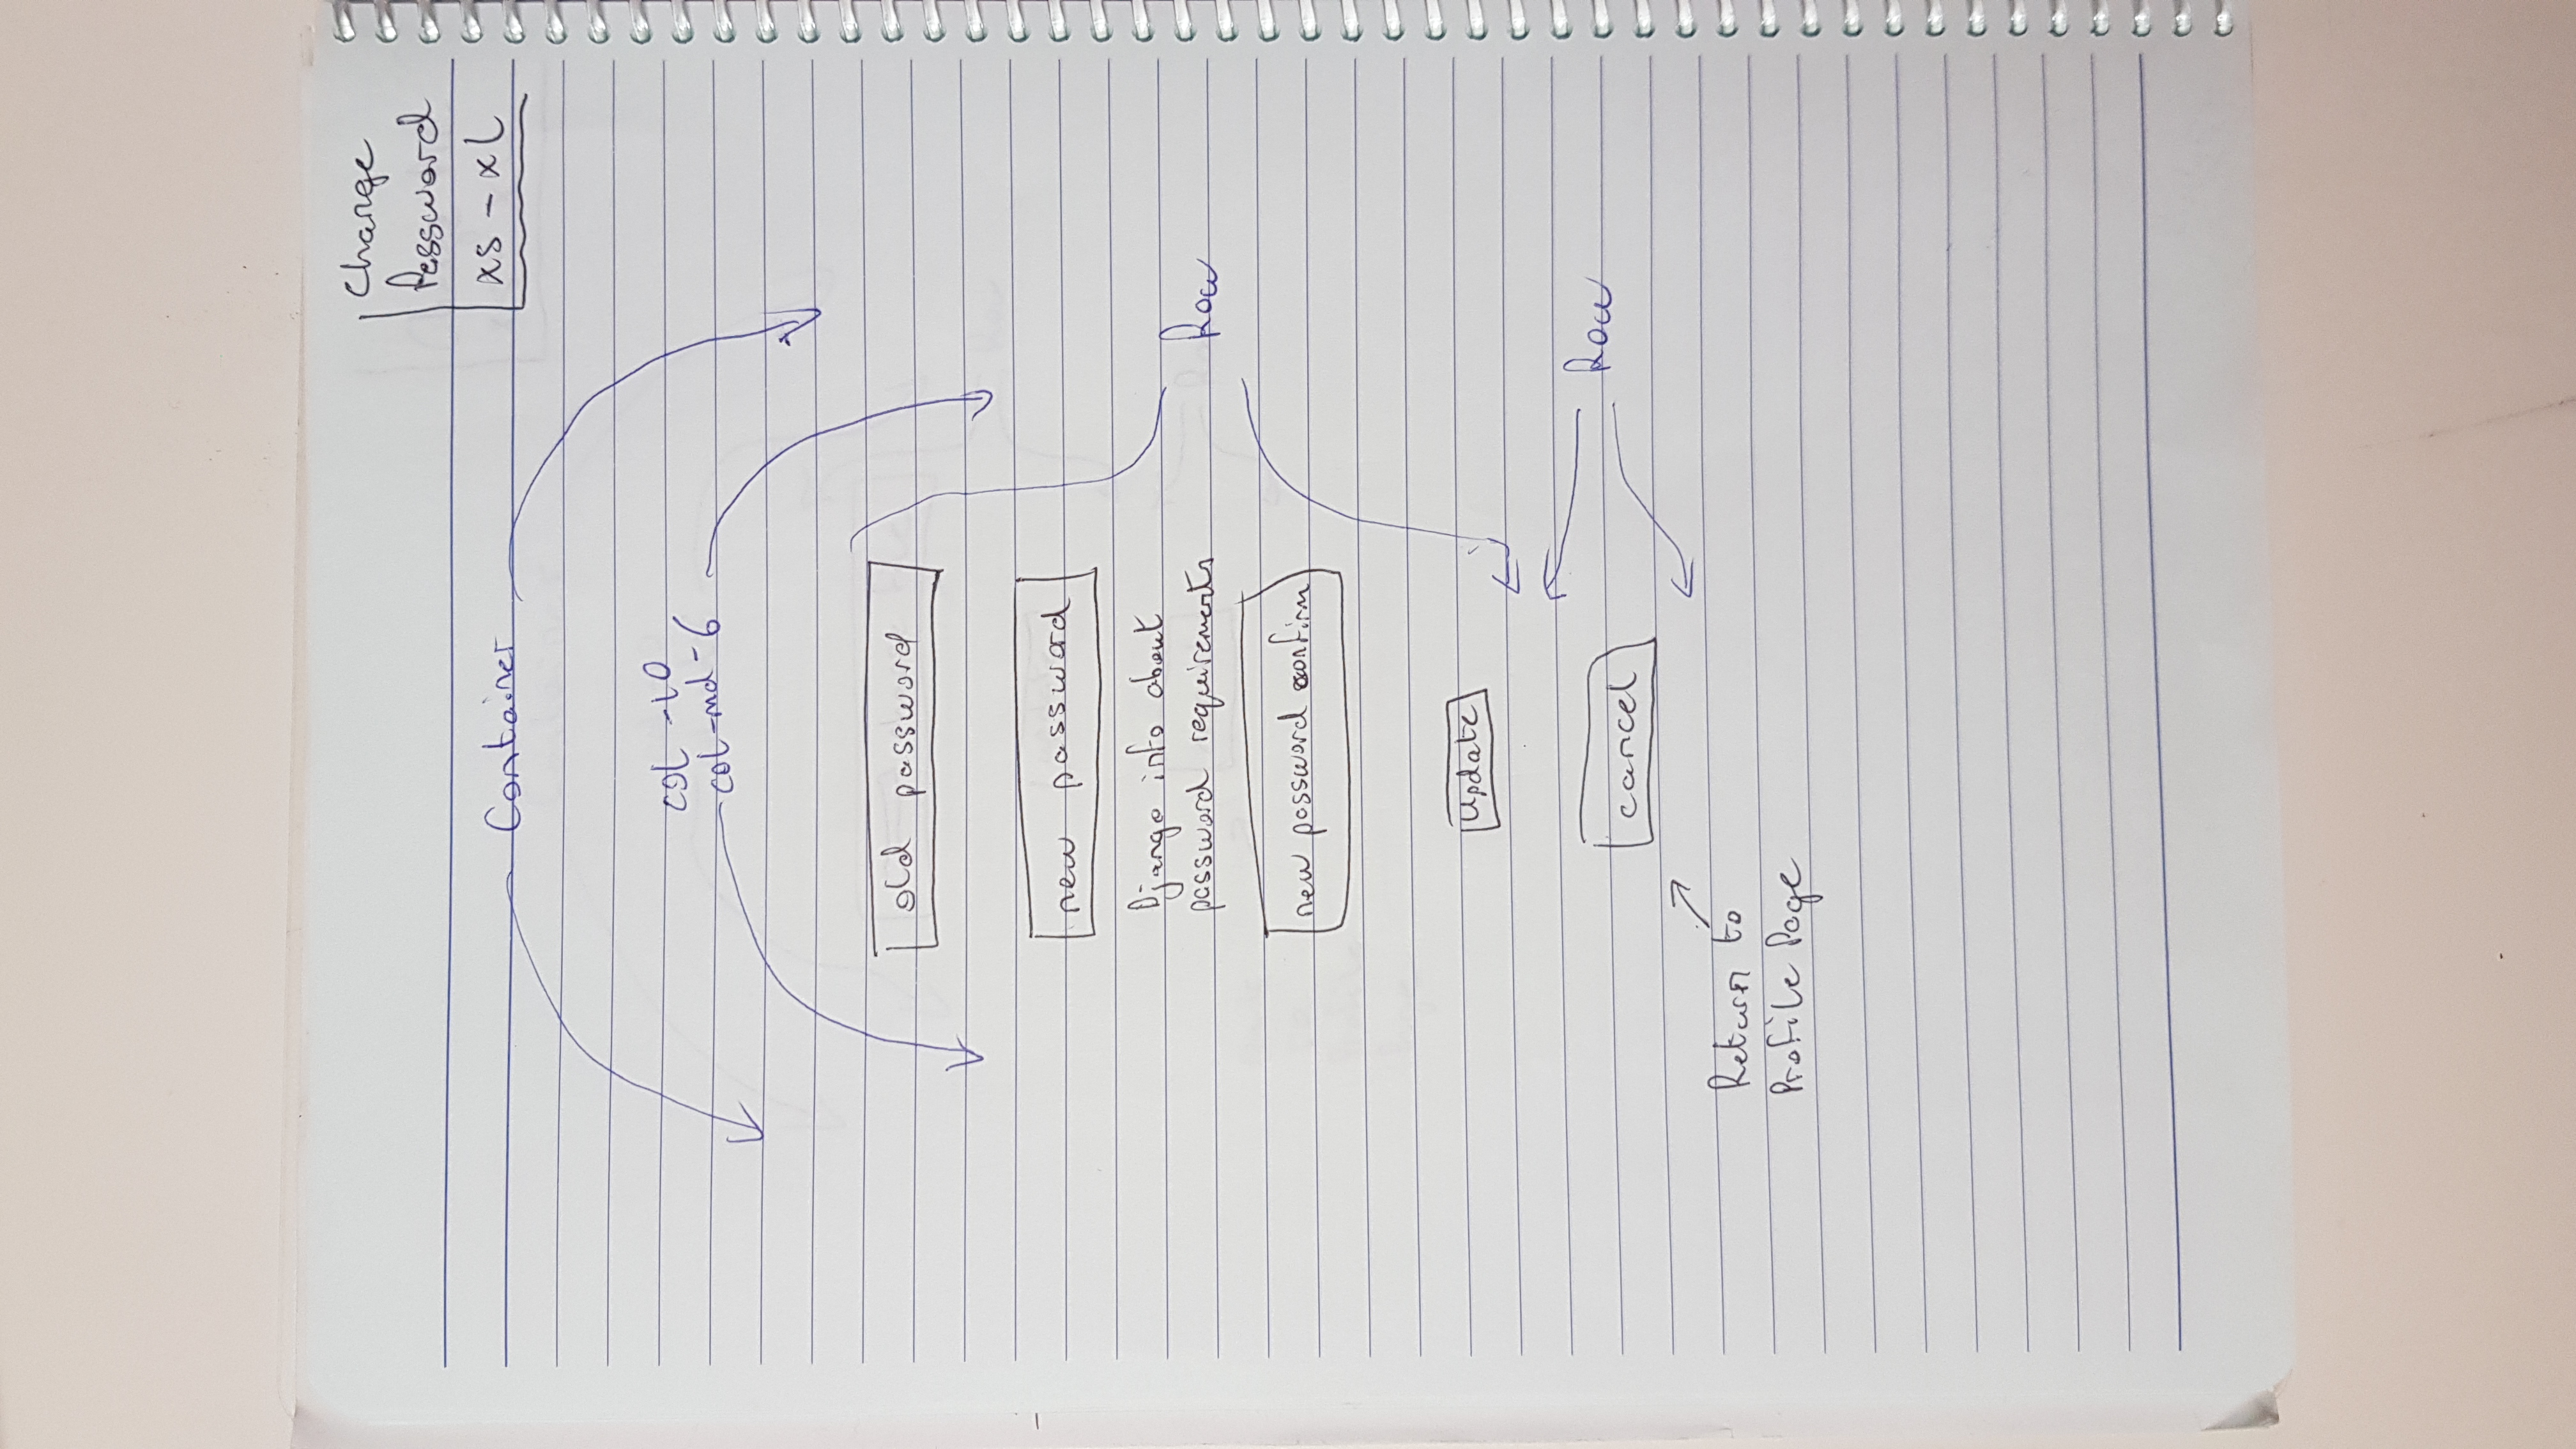 Change
Password
xs - xl
Container
col -10
col-md-6
old password
new password
Django info about
password requirements
Row
new password confirm
Update
Row
cancel
Return to
Profile Page